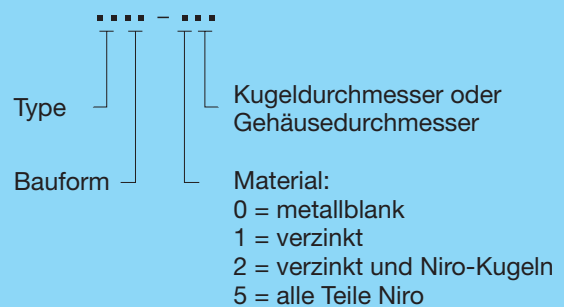 Type
Kugeldurchmesser oder
Gehäusedurchmesser
Bauform
Material:
0 = metallblank
1 = verzinkt
2 = verzinkt und Niro-Kugeln
5 = alle Teile Niro